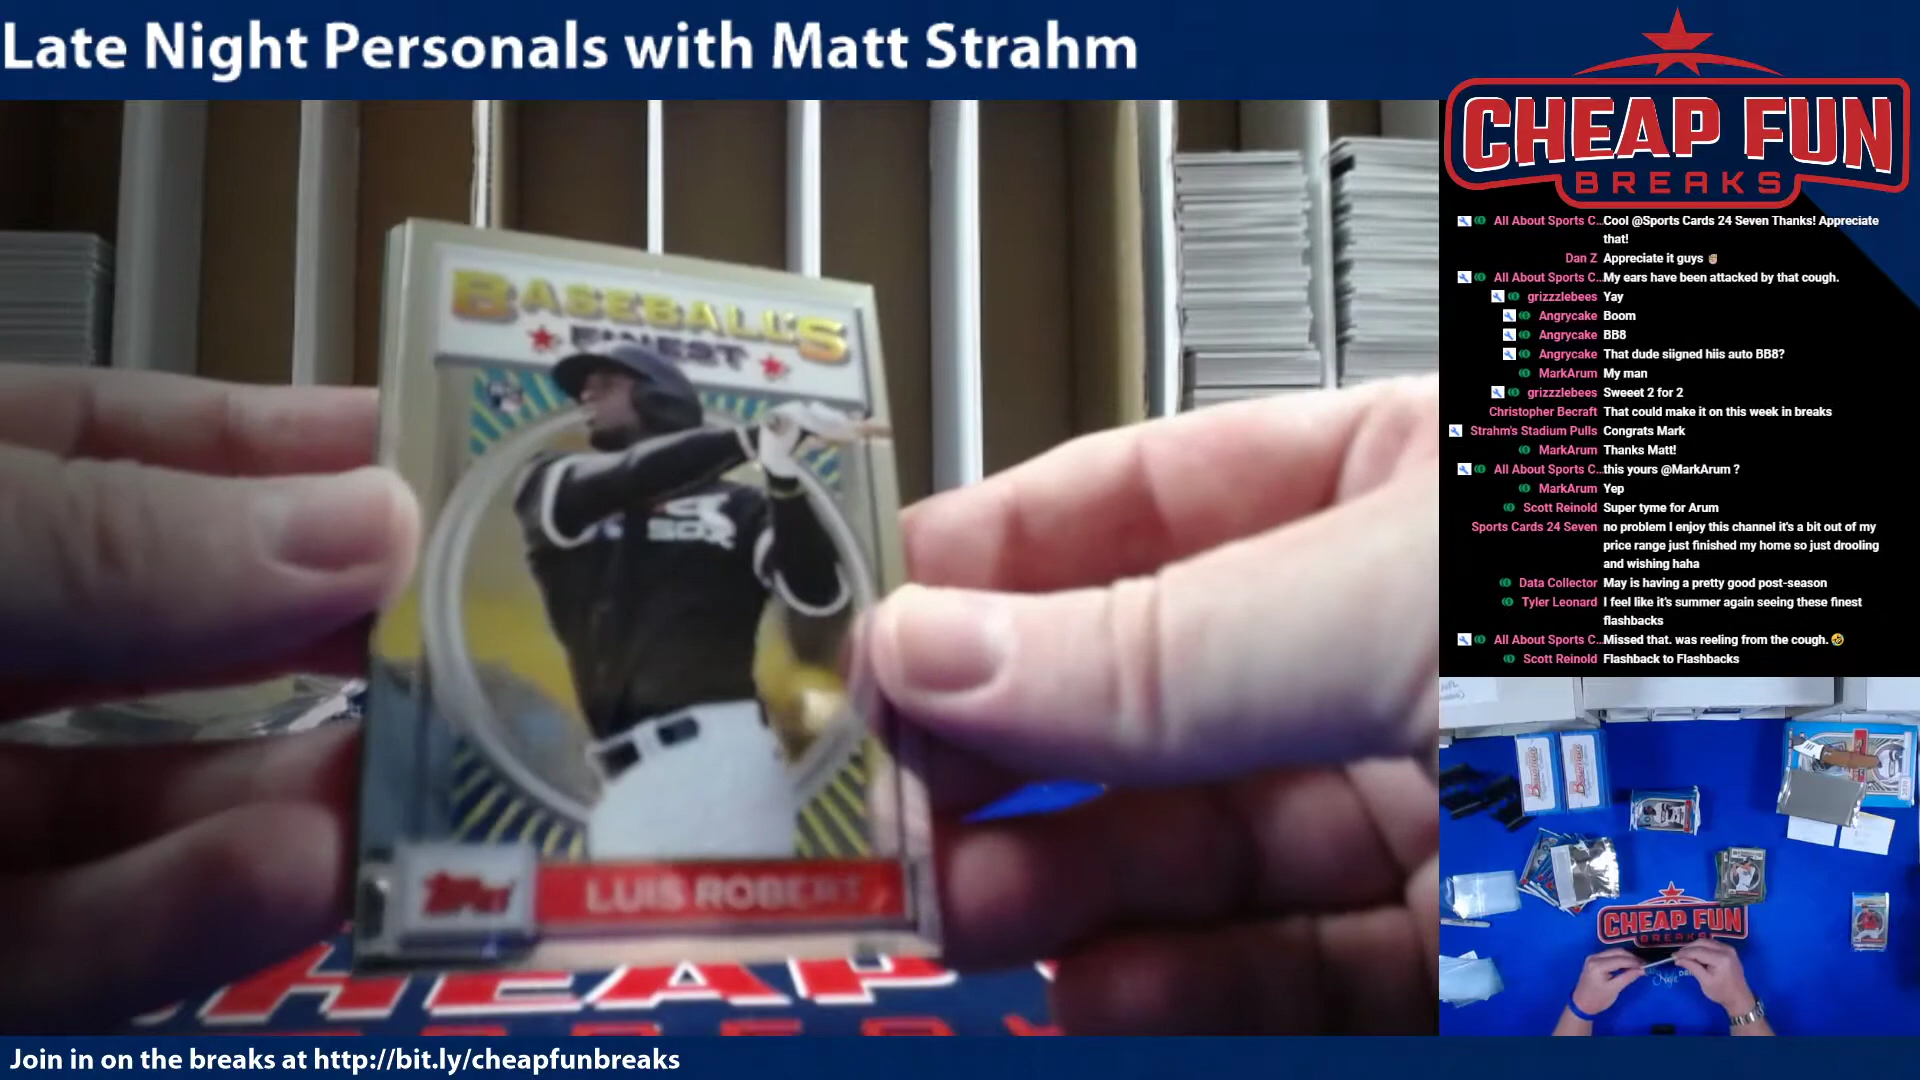 Late Night Personals with Matt Strahm
CHEAP FUN
BREAKS
BASEBALL'S
FINEST
SOX
Topps
LUIS ROBERT
HEAP
All About Sports C...Cool @Sports Cards 24 Seven Thanks! Appreciate
that!
Dan Z Appreciate it guys
All About Sports C...My ears have been attacked by that cough.
grizzzlebees Yay
Angrycake Boom
Angrycake BB8
Angrycake That dude siigned hiis auto BB8?
MarkArum My man
grizzzlebees Sweeet 2 for 2
Christopher Becraft That could make it on this week in breaks
Strahm's Stadium Pulls Congrats Mark
MarkArum Thanks Matt!
All About Sports C...this yours @MarkArum ?
MarkArum Yep
Scott Reinold Super tyme for Arum
Sports Cards 24 Seven no problem I enjoy this channel it's a bit out of my
price range just finished my home so just drooling
and wishing haha
Data Collector May is having a pretty good post-season
Tyler Leonard I feel like it's summer again seeing these finest
flashbacks
All About Sports C...Missed that. was reeling from the cough. 🤣
Scott Reinold Flashback to Flashbacks
CHEAP FUN
BREAKS
Join in on the breaks at http://bit.ly/cheapfunbreaks